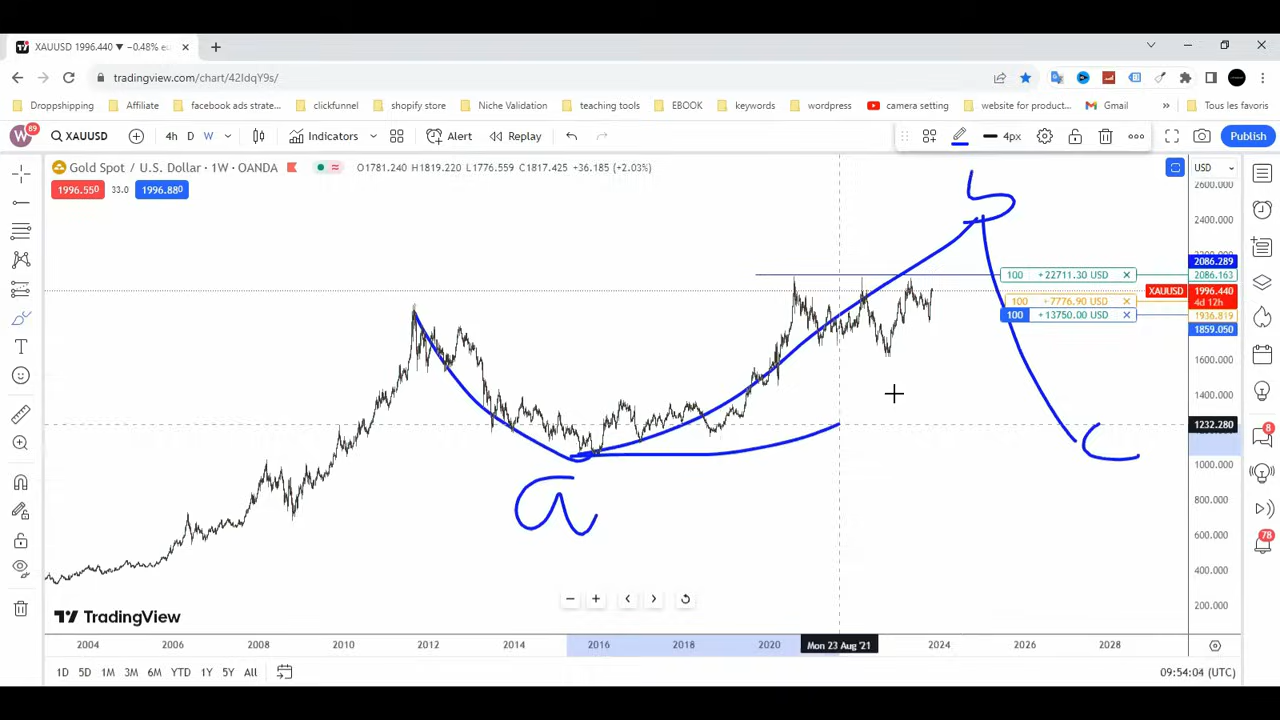 XAUUSD 1996.440 ▼ −0.48% 
tradingview.com/chart/42IdqY9s/
Droppshipping Affiliate facebook ads strate... clickfunnel shopify store Niche Validation teaching tools EBOOK keywords wordpress camera setting website for product... Gmail » Tous les favoris
W 89 XAUUSD 4h D W Indicators Alert Replay 4px Publish
Gold Spot / U.S. Dollar · 1W · OANDA O1781.240 H1819.220 L1776.559 C1817.425 +36.185 (+2.03%) USD
1996.550 33.0 1996.880
2600.000
2400.000
2086.289
100 +22711.30 USD 2086.163
XAUUSD 1996.440
4d 12h
100 +7776.90 USD
1936.819
100 +13750.00 USD
1859.050
1600.000
1400.000
1232.280
1000.000
800.000
600.000
400.000
200.000
b
a
c
8
78
TradingView
2004 2006 2008 2010 2012 2014 2016 2018 2020 Mon 23 Aug '21 2024 2026 2028
1D 5D 1M 3M 6M YTD 1Y 5Y All 09:54:04 (UTC)